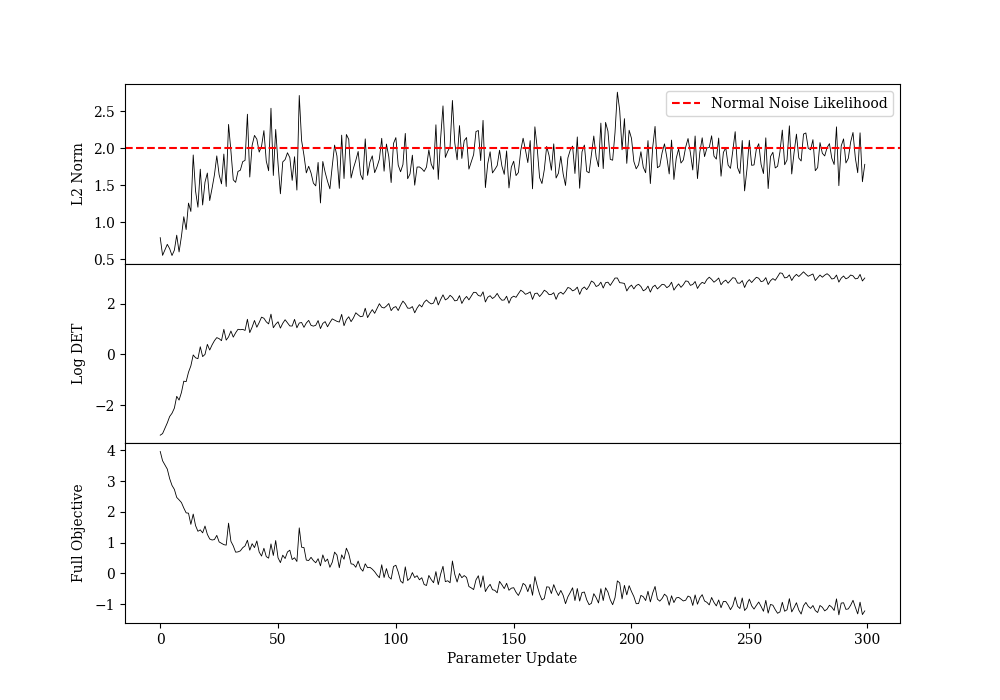 Normal Noise Likelihood
L2 Norm
2.5
2.0
1.5
1.0
0.5
Log DET
2
0
−2
Full Objective
4
3
2
1
0
−1
0 50 100 150 200 250 300
Parameter Update